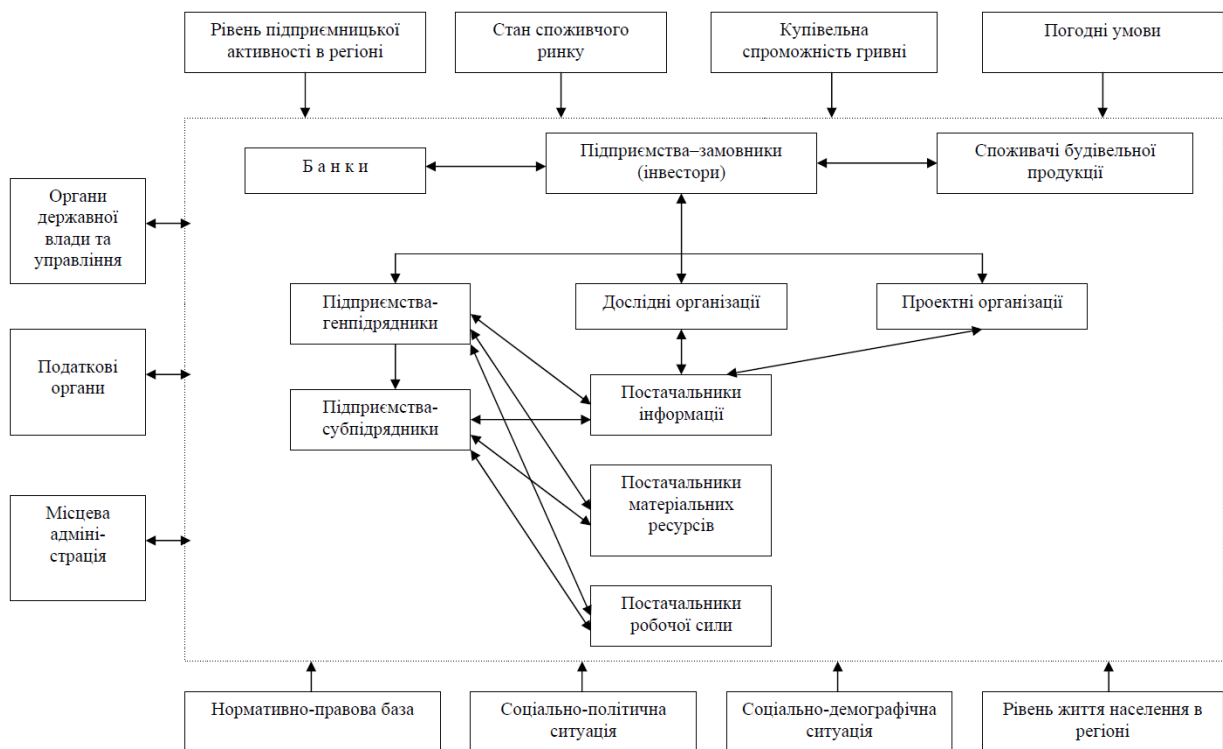 Рівень підприємницької
активності в регіоні
Стан споживчого
ринку
Купівельна
спроможність гривні
Погодні умови
Б а н к и
Підприємства–замовники
(інвестори)
Споживачі будівельної
продукції
Органи
державної
влади та
управління
Підприємства-
генпідрядники
Дослідні організації
Проектні організації
Податкові
органи
Підприємства-
субпідрядники
Постачальники
інформації
Постачальники
матеріальних
ресурсів
Місцева
адміні-
страція
Постачальники
робочої сили
Нормативно-правова база
Соціально-політична
ситуація
Соціально-демографічна
ситуація
Рівень життя населення в
регіоні